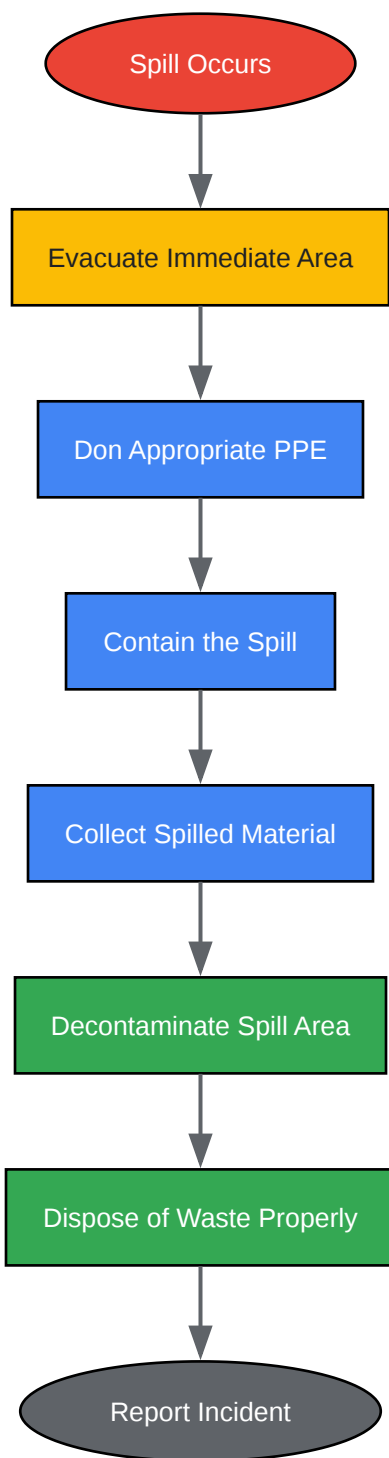 Spill Occurs
Evacuate Immediate Area
Don Appropriate PPE
Contain the Spill
Collect Spilled Material
Decontaminate Spill Area
Dispose of Waste Properly
Report Incident